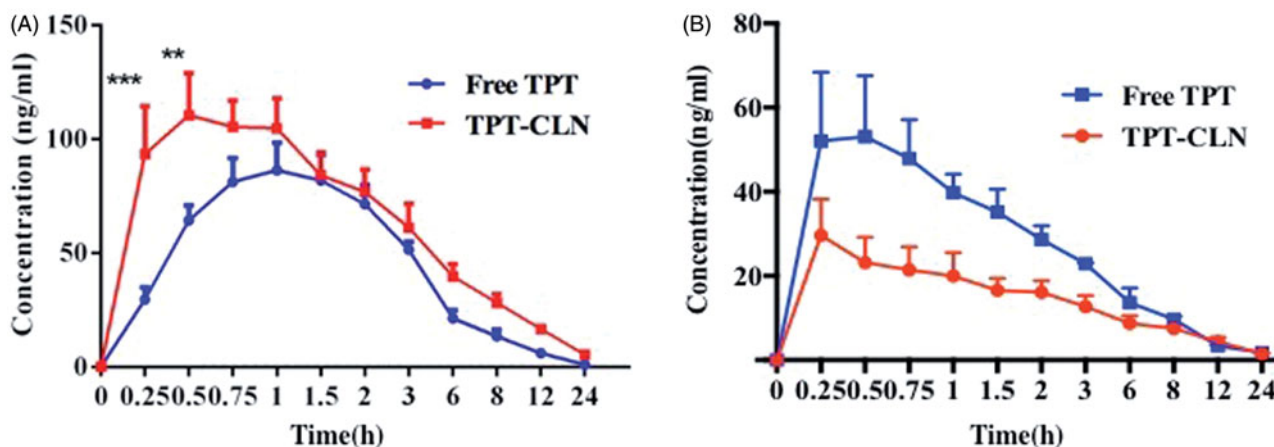 (A)
Concentration (ng/ml)
150
100
50
0
***
**
Free TPT
TPT-CLN
0 0.25 0.50 0.75 1 1.5 2 3 6 8 12 24
Time(h)
(B)
Concentration(ng/ml)
80
60
40
20
Free TPT
TPT-CLN
0 0.25 0.50 0.75 1 1.5 2 3 6 8 12 24
Time(h)